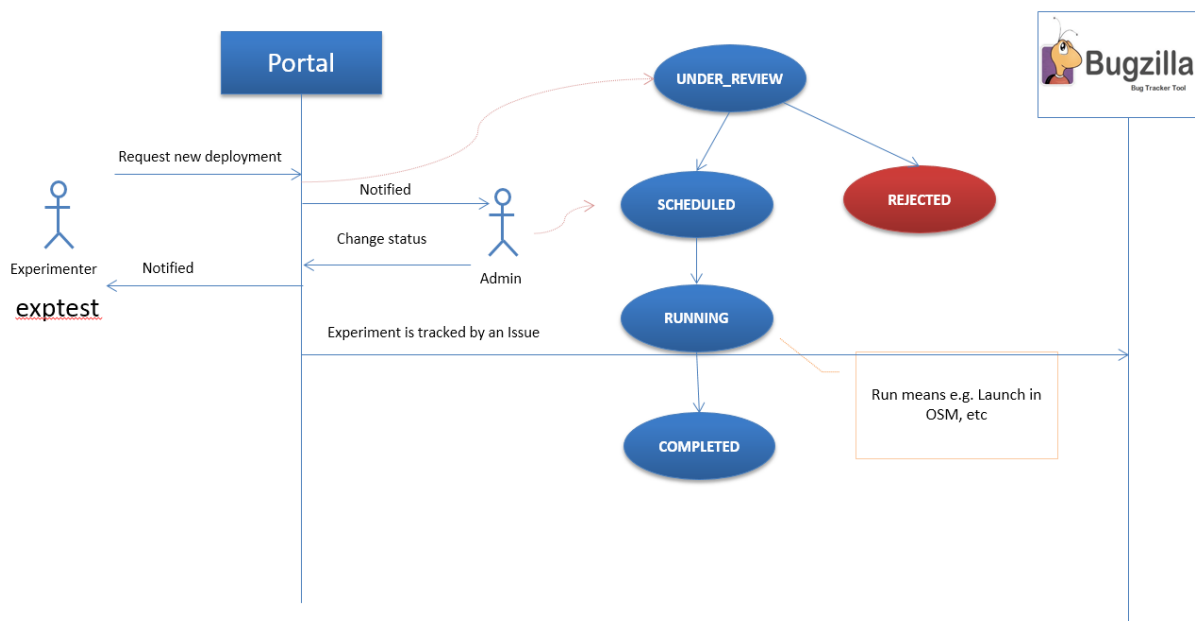 Portal
UNDER_REVIEW
Bugzilla
Bug Tracker Tool
Request new deployment
Notified
SCHEDULED
REJECTED
Change status
Experimenter
Notified
Admin
exptest
Experiment is tracked by an Issue
RUNNING
Run means e.g. Launch in
OSM, etc
COMPLETED